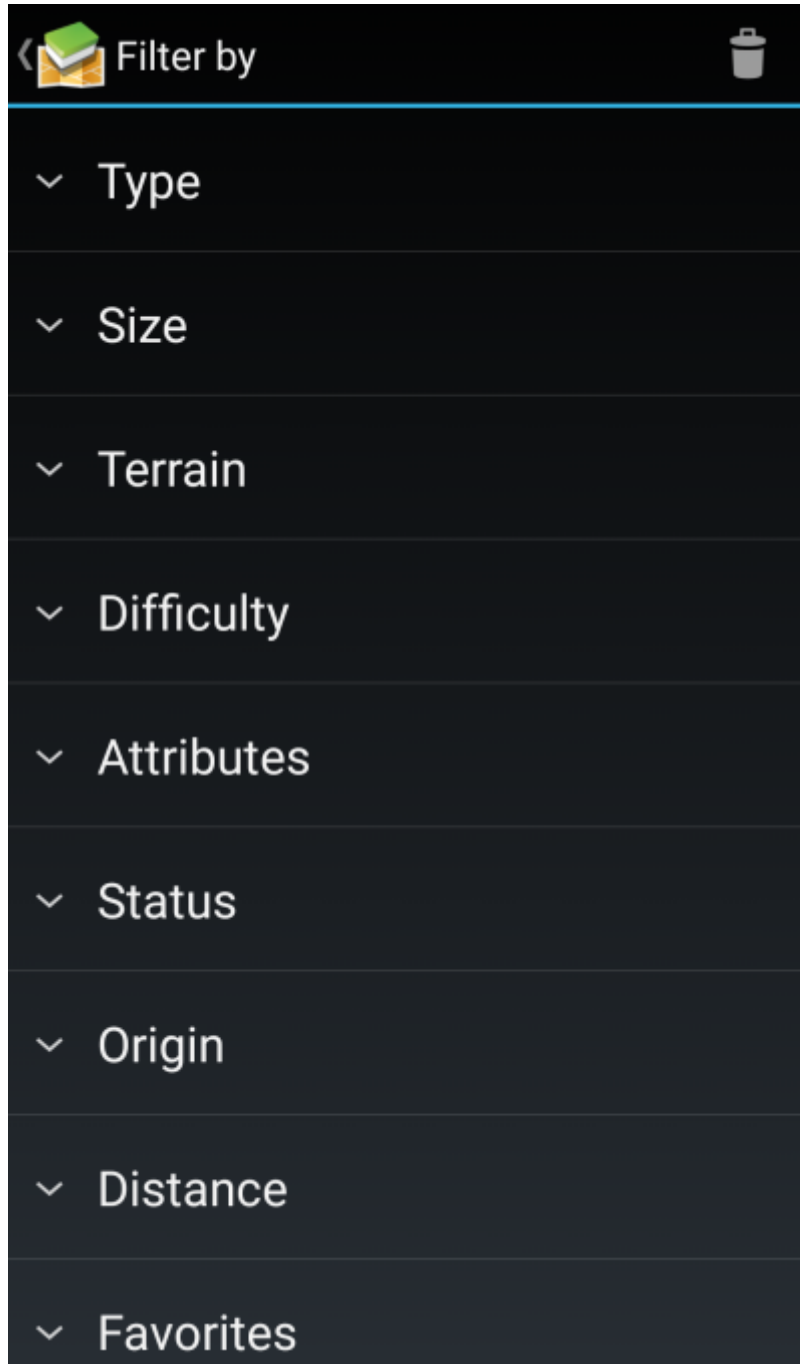 Filter by
Type
Size
Terrain
Difficulty
Attributes
Status
Origin
Distance
Favorites